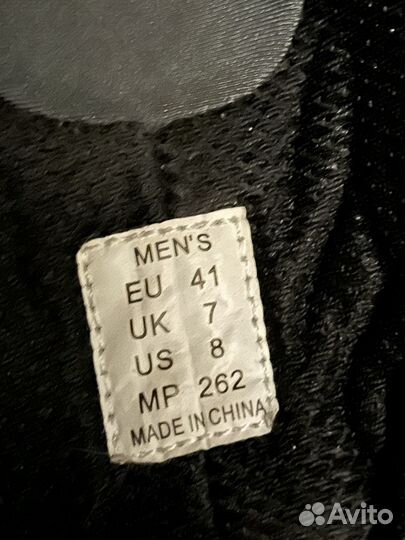 MEN'S
EU 41
UK 7
US 8
MP 262
MADE IN CHINA
Avito